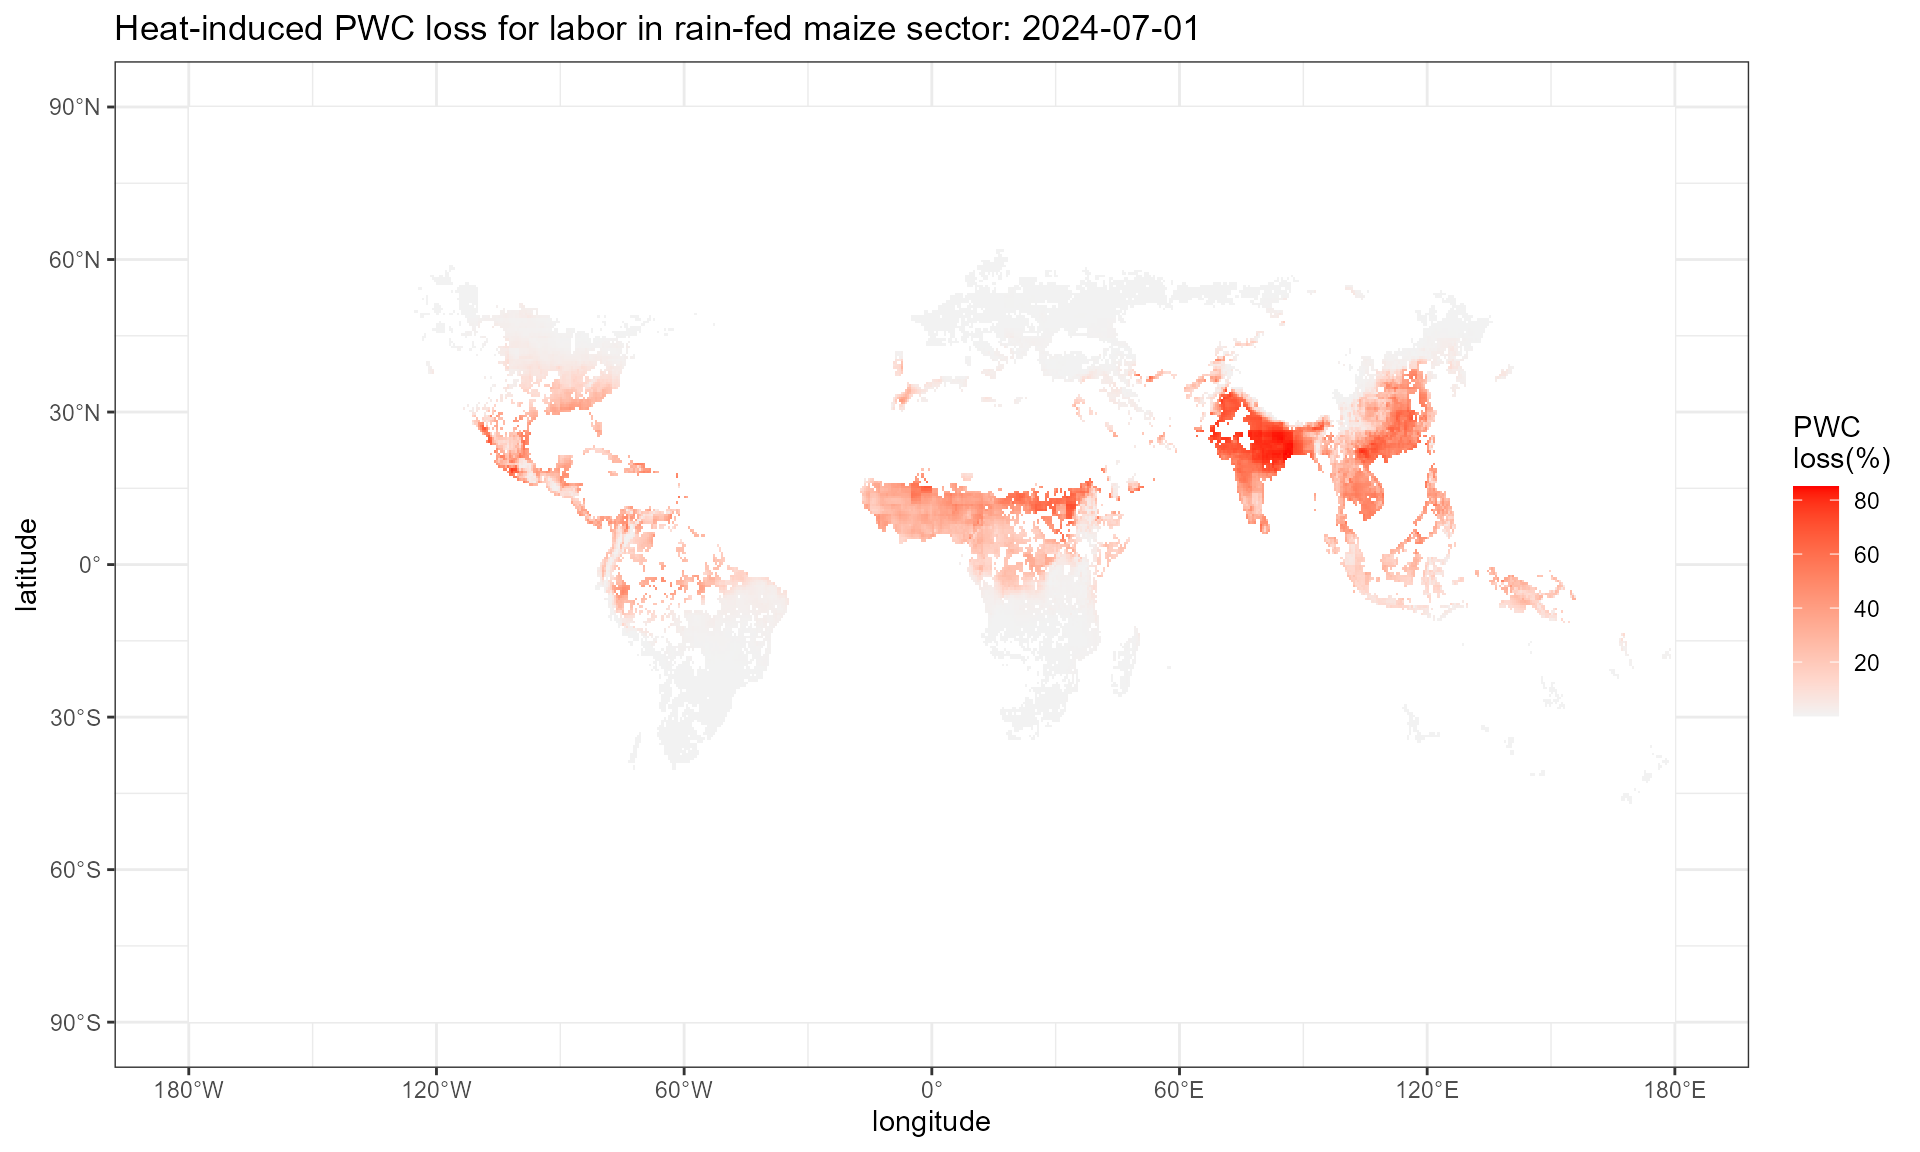 Heat-induced PWC loss for labor in rain-fed maize sector: 2024-07-01
90°N
60°N
30°N
0°
30°S
60°S
90°S
latitude
180°W
120°W
60°W
0°
60°E
120°E
180°E
longitude
PWC
loss(%)
80
60
40
20